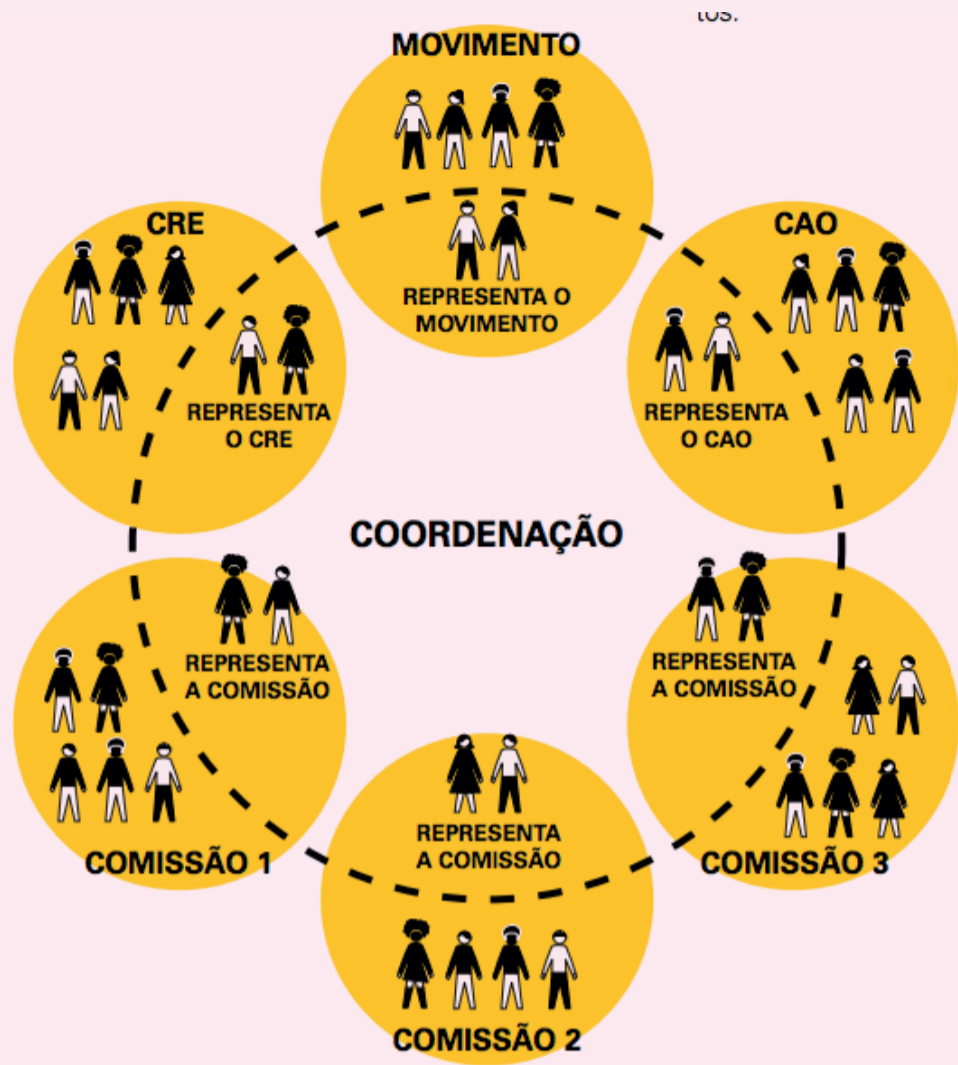 tos.
MOVIMENTO
REPRESENTA O
MOVIMENTO
CRE
REPRESENTA
O CRE
CAO
REPRESENTA
O CAO
COORDENAÇÃO
REPRESENTA
A COMISSÃO
COMISSÃO 1
REPRESENTA
A COMISSÃO
COMISSÃO 2
REPRESENTA
A COMISSÃO
COMISSÃO 3